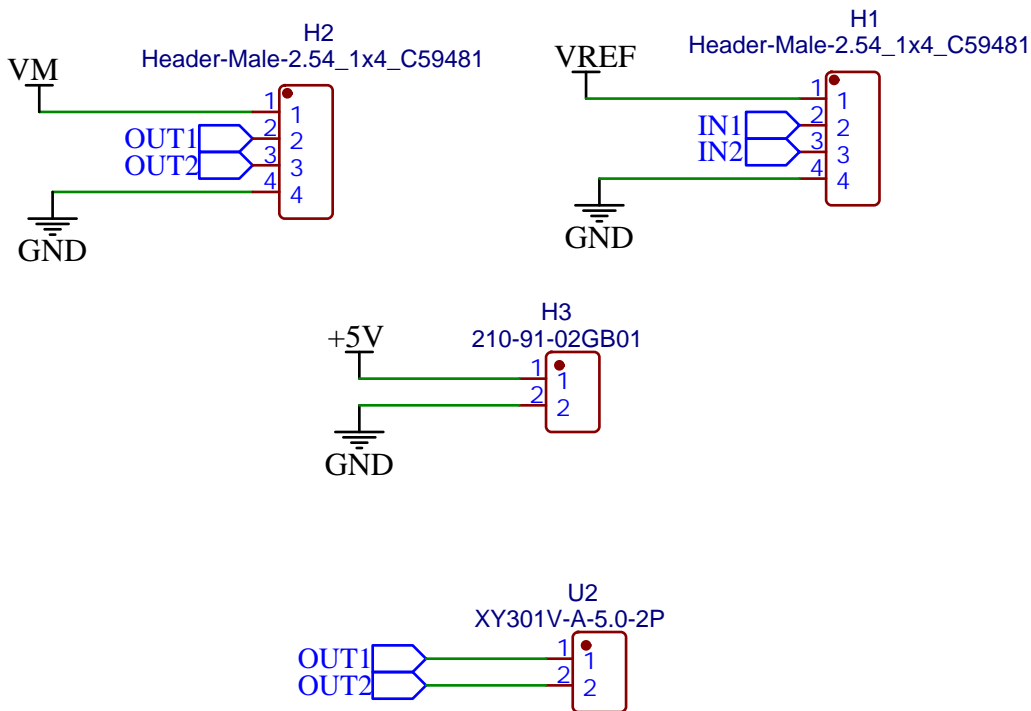 H2
Header-Male-2.54_1x4_C59481
VM
1 1
OUT1 2 2
OUT2 3 3
4 4
GND
H1
Header-Male-2.54_1x4_C59481
VREF
1 1
IN1 2 2
IN2 3 3
4 4
GND
H3
210-91-02GB01
+5V
1 1
2 2
GND
U2
XY301V-A-5.0-2P
OUT1 1 1
OUT2 2 2